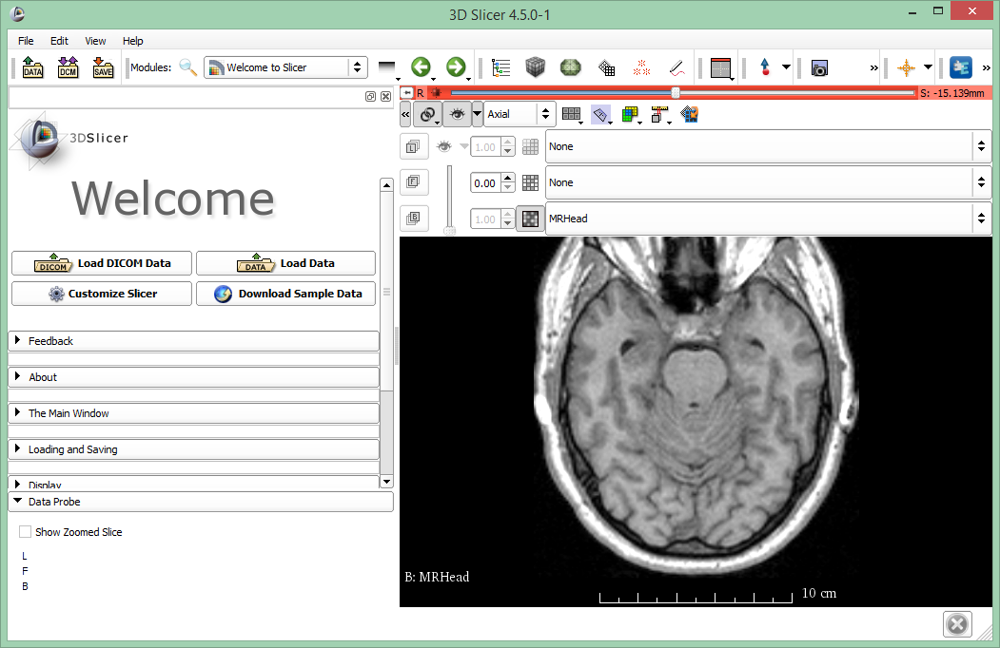 3D Slicer 4.5.0-1
File Edit View Help
DATA DCM SAVE Modules: Welcome to Slicer
R S: -15.139mm
Axial
3DSlicer
L 1.00 None
Welcome
F 0.00 None
B 1.00 MRHead
DICOM Load DICOM Data DATA Load Data
Customize Slicer Download Sample Data
Feedback
About
The Main Window
Loading and Saving
Display
Data Probe
Show Zoomed Slice
L
F
B
B: MRHead
10 cm